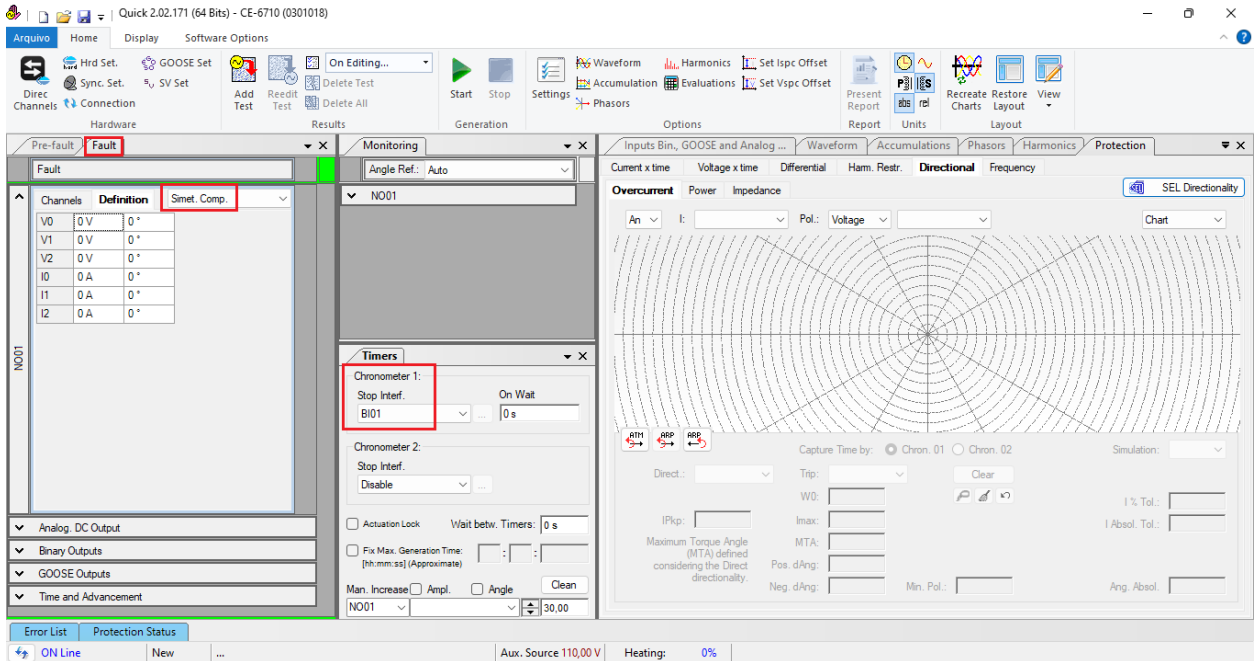 Quick 2.02.171 (64 Bits) - CE-6710 (0301018)
Arquivo Home Display Software Options
Hrd Set. GOOSE Set
Sync. Set. SV Set
Connection
Direc Channels
Hardware
Add Test
Reedit Test
On Editing...
Delete Test
Delete All
Results
Start Stop
Generation
Settings
Waveform Harmonics Set Ispc Offset
Accumulation Evaluations Set Vspc Offset
Phasors
Options
Present Report
Report
abs rel
Units
Recreate Charts
Restore Layout
View
Layout
Pre-fault Fault
Fault
Channels Definition Simet. Comp.
V0 0 V 0 °
V1 0 V 0 °
V2 0 V 0 °
I0 0 A 0 °
I1 0 A 0 °
I2 0 A 0 °
NO01
Analog. DC Output
Binary Outputs
GOOSE Outputs
Time and Advancement
Monitoring
Angle Ref.: Auto
NO01
Timers
Chronometer 1:
Stop Interf. On Wait
BI01 ... 0 s
Chronometer 2:
Stop Interf.
Disable ...
Actuation Lock Wait betw. Timers: 0 s
Fix Max. Generation Time: : :
[hh:mm:ss] (Approximate)
Man. Increase Ampl. Angle Clean
NO01 30,00
Inputs Bin., GOOSE and Analog ... Waveform Accumulations Phasors Harmonics Protection
Current x time Voltage x time Differential Ham. Restr. Directional Frequency
Overcurrent Power Impedance SEL Directionality
An I: Pol.: Voltage Chart
ATM ARP ARP
Capture Time by: Chron. 01 Chron. 02 Simulation:
Direct.: Trip: Clear
W0: I % Tol.:
IPkp: Imax: I Absol. Tol.:
Maximum Torque Angle
(MTA) defined
considering the Direct
directionality.
MTA:
Pos. dAng:
Neg. dAng: Min. Pol.: Ang. Absol.
Error List Protection Status
ON Line New ... Aux. Source 110,00 V Heating: 0%